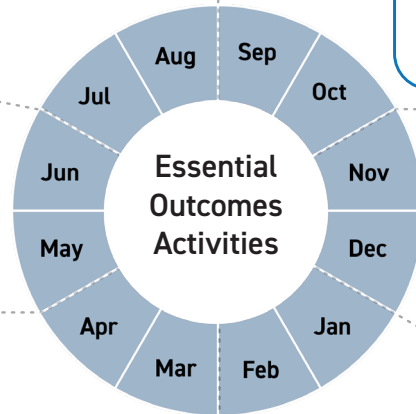 Aug
Sep
Jul
Oct
Jun
Nov
Essential
Outcomes
Activities
May
Dec
Apr
Jan
Mar
Feb